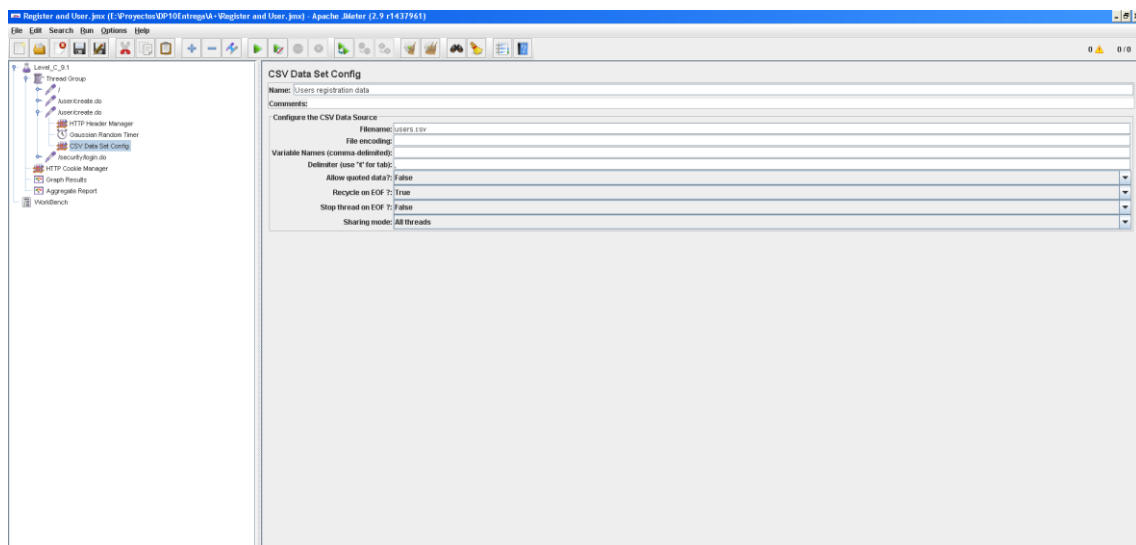 Register and User.jmx (E:\Proyectos\DP10Entrega\A+\Register and User.jmx) - Apache JMeter (2.9 r1437961)
File Edit Search Run Options Help
0 0 / 0
Level_C_9.1
Thread Group
/
/user/create.do
/user/create.do
HTTP Header Manager
Gaussian Random Timer
CSV Data Set Config
/security/login.do
HTTP Cookie Manager
Graph Results
Aggregate Report
WorkBench
CSV Data Set Config
Name: Users registration data
Comments:
Configure the CSV Data Source
Filename: users.csv
File encoding:
Variable Names (comma-delimited):
Delimiter (use '\t' for tab): ,
Allow quoted data?: False
Recycle on EOF ?: True
Stop thread on EOF ?: False
Sharing mode: All threads